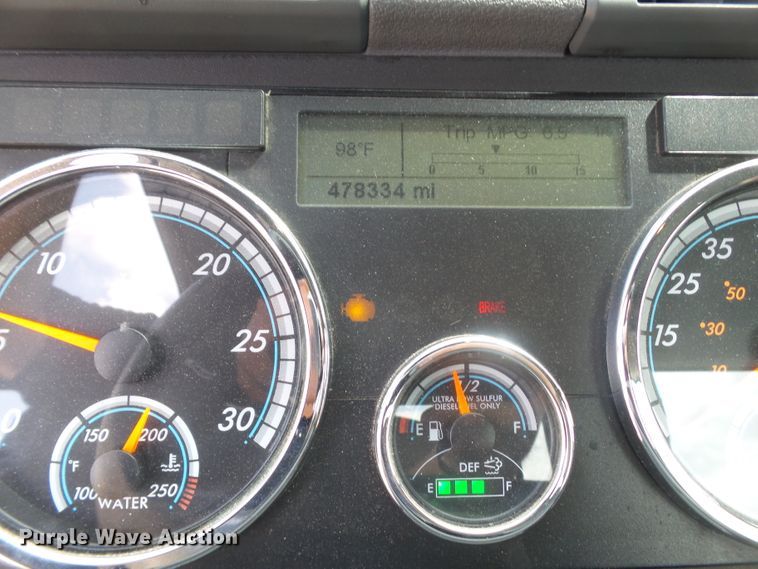 98°F
Trip MPG 6.5
0 5 10 15
478334 mi
10
20
25
30
0
150
200
°F
100
250
WATER
BRAKE
1/2
ULTRA LOW SULFUR
DIESEL FUEL ONLY
E
F
DEF
E
F
35
25
15
50
30
10
Purple Wave Auction